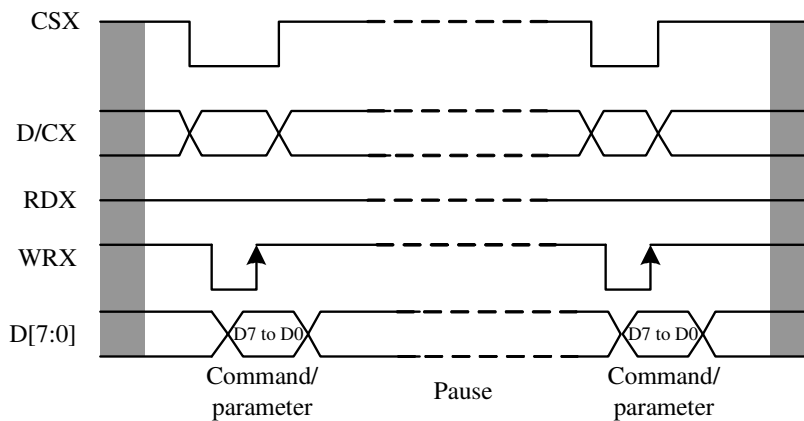 CSX
D/CX
RDX
WRX
D[7:0]
D7 to D0
D7 to D0
Command/
parameter
Pause
Command/
parameter